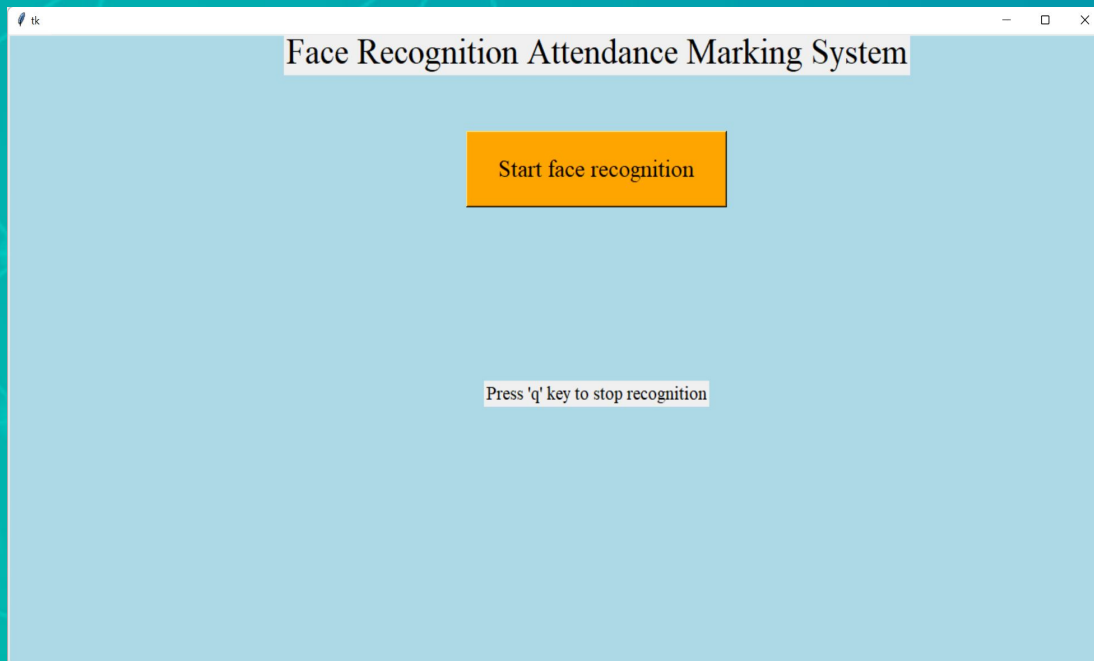 tk
Face Recognition Attendance Marking System
Start face recognition
Press 'q' key to stop recognition